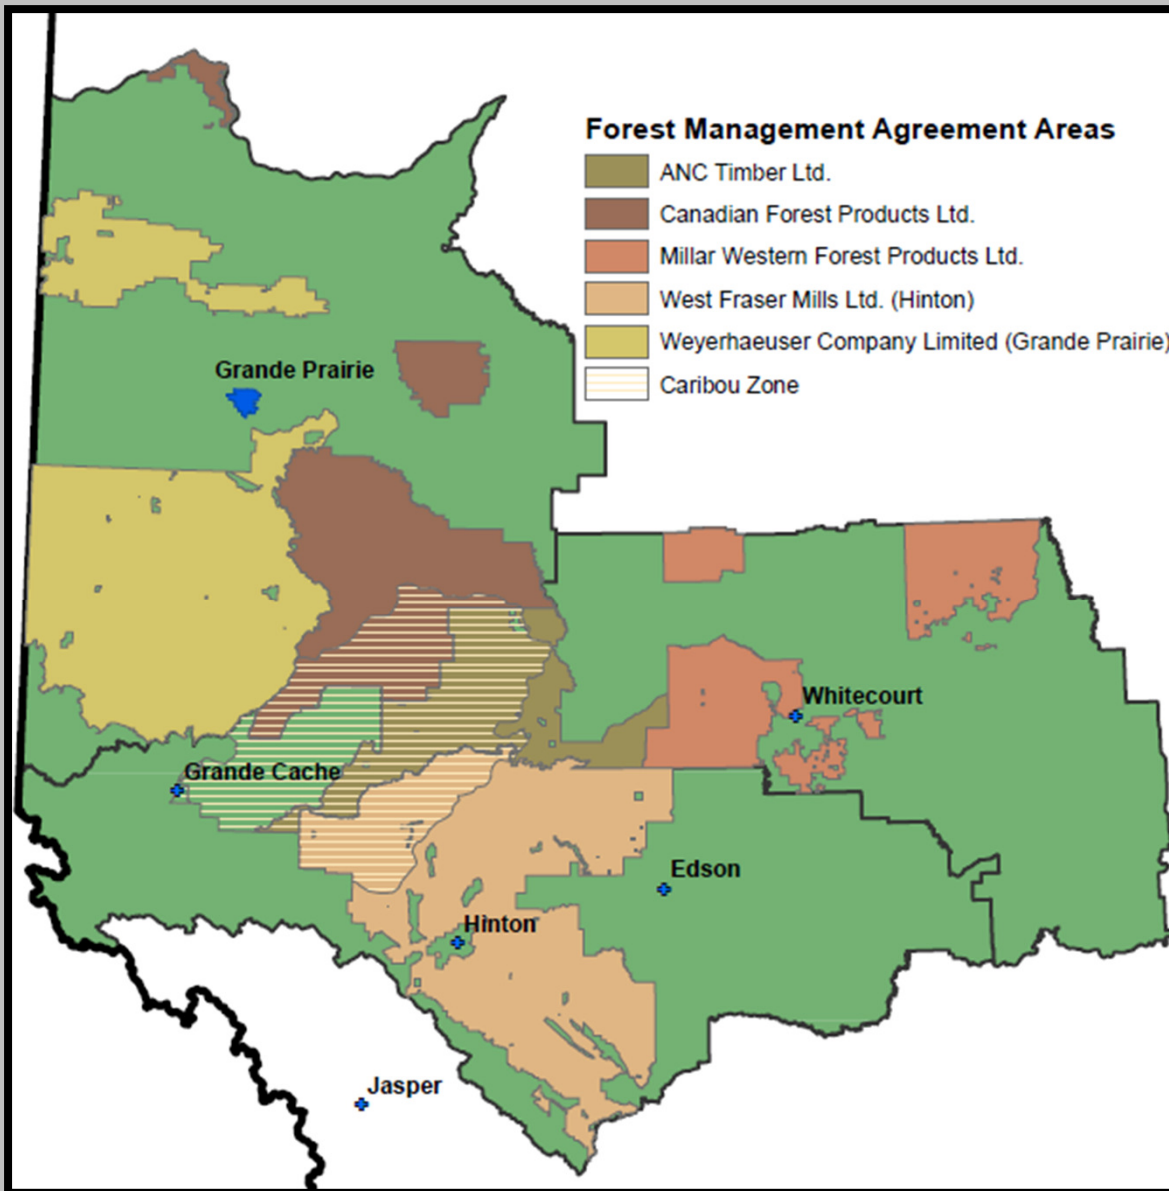 Forest Management Agreement Areas
ANC Timber Ltd.
Canadian Forest Products Ltd.
Millar Western Forest Products Ltd.
West Fraser Mills Ltd. (Hinton)
Weyerhaeuser Company Limited (Grande Prairie)
Caribou Zone
Grande Prairie
Whitecourt
Grande Cache
Edson
Hinton
Jasper